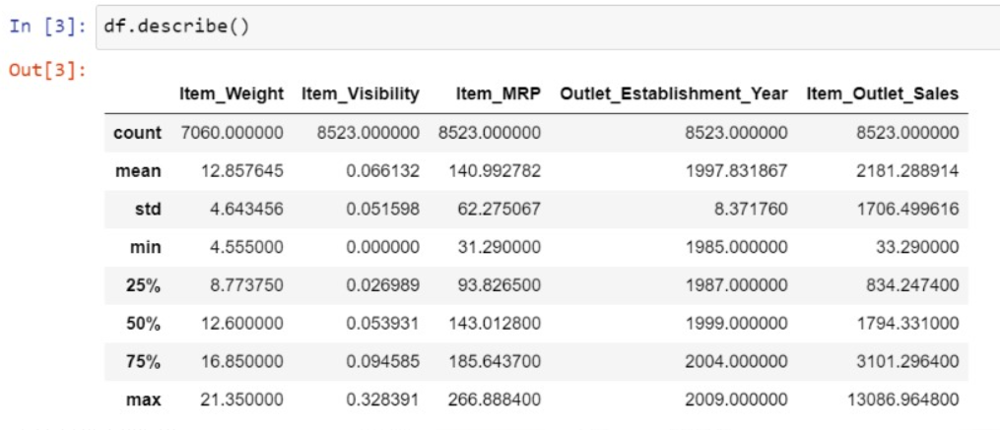 In [3]: df.describe()
Out[3]:
Item_Weight Item_Visibility Item_MRP Outlet_Establishment_Year Item_Outlet_Sales
count 7060.000000 8523.000000 8523.000000 8523.000000 8523.000000
mean 12.857645 0.066132 140.992782 1997.831867 2181.288914
std 4.643456 0.051598 62.275067 8.371760 1706.499616
min 4.555000 0.000000 31.290000 1985.000000 33.290000
25% 8.773750 0.026989 93.826500 1987.000000 834.247400
50% 12.600000 0.053931 143.012800 1999.000000 1794.331000
75% 16.850000 0.094585 185.643700 2004.000000 3101.296400
max 21.350000 0.328391 266.888400 2009.000000 13086.964800